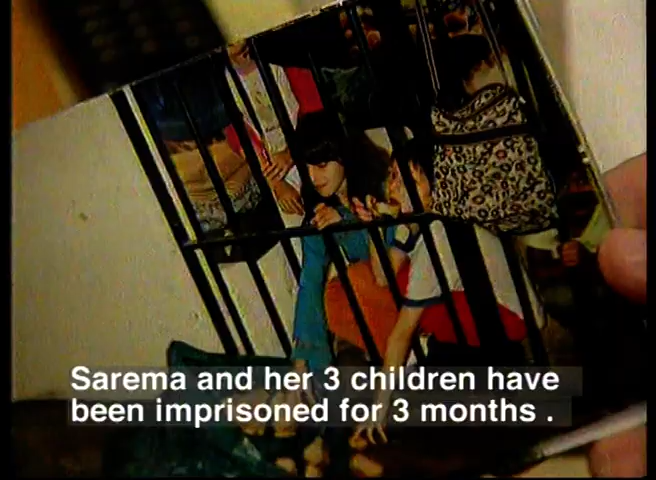 Sarema and her 3 children have
been imprisoned for 3 months .